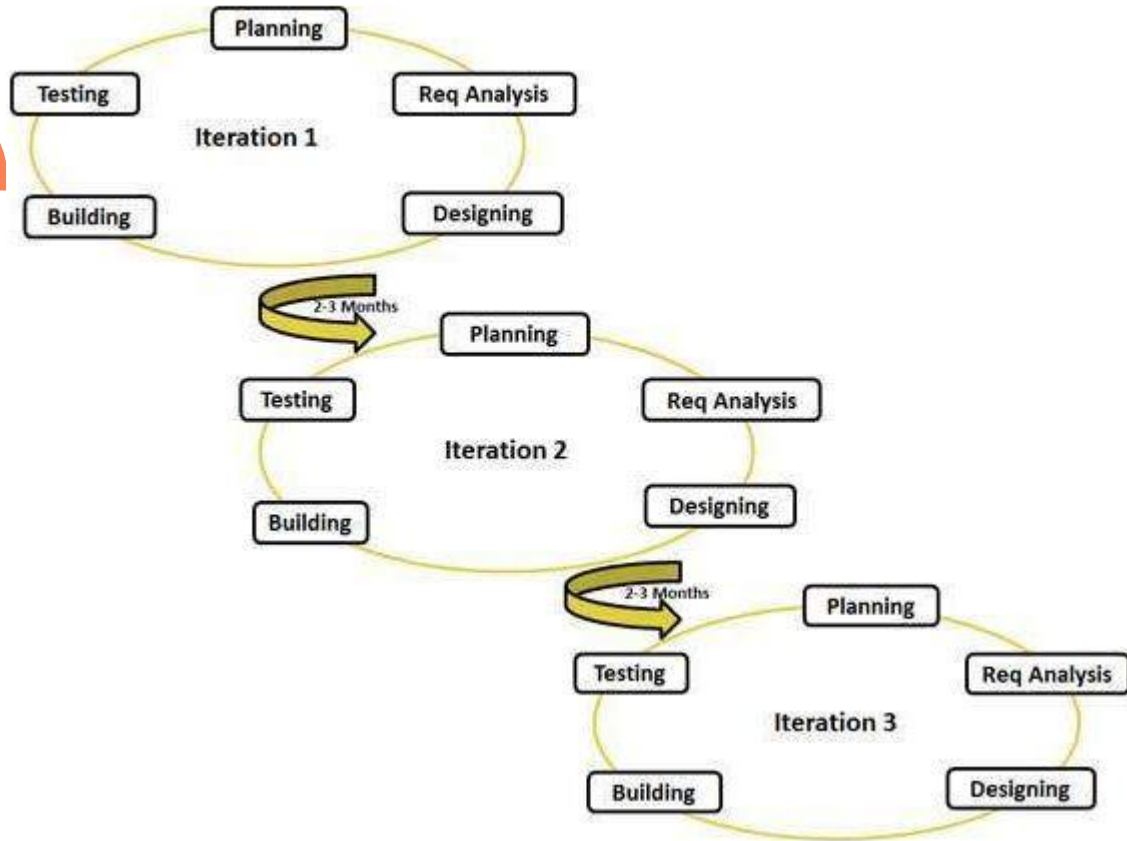 Planning
Testing
Req Analysis
Iteration 1
Building
Designing
2-3 Months
Planning
Testing
Req Analysis
Iteration 2
Building
Designing
2-3 Months
Planning
Testing
Req Analysis
Iteration 3
Building
Designing